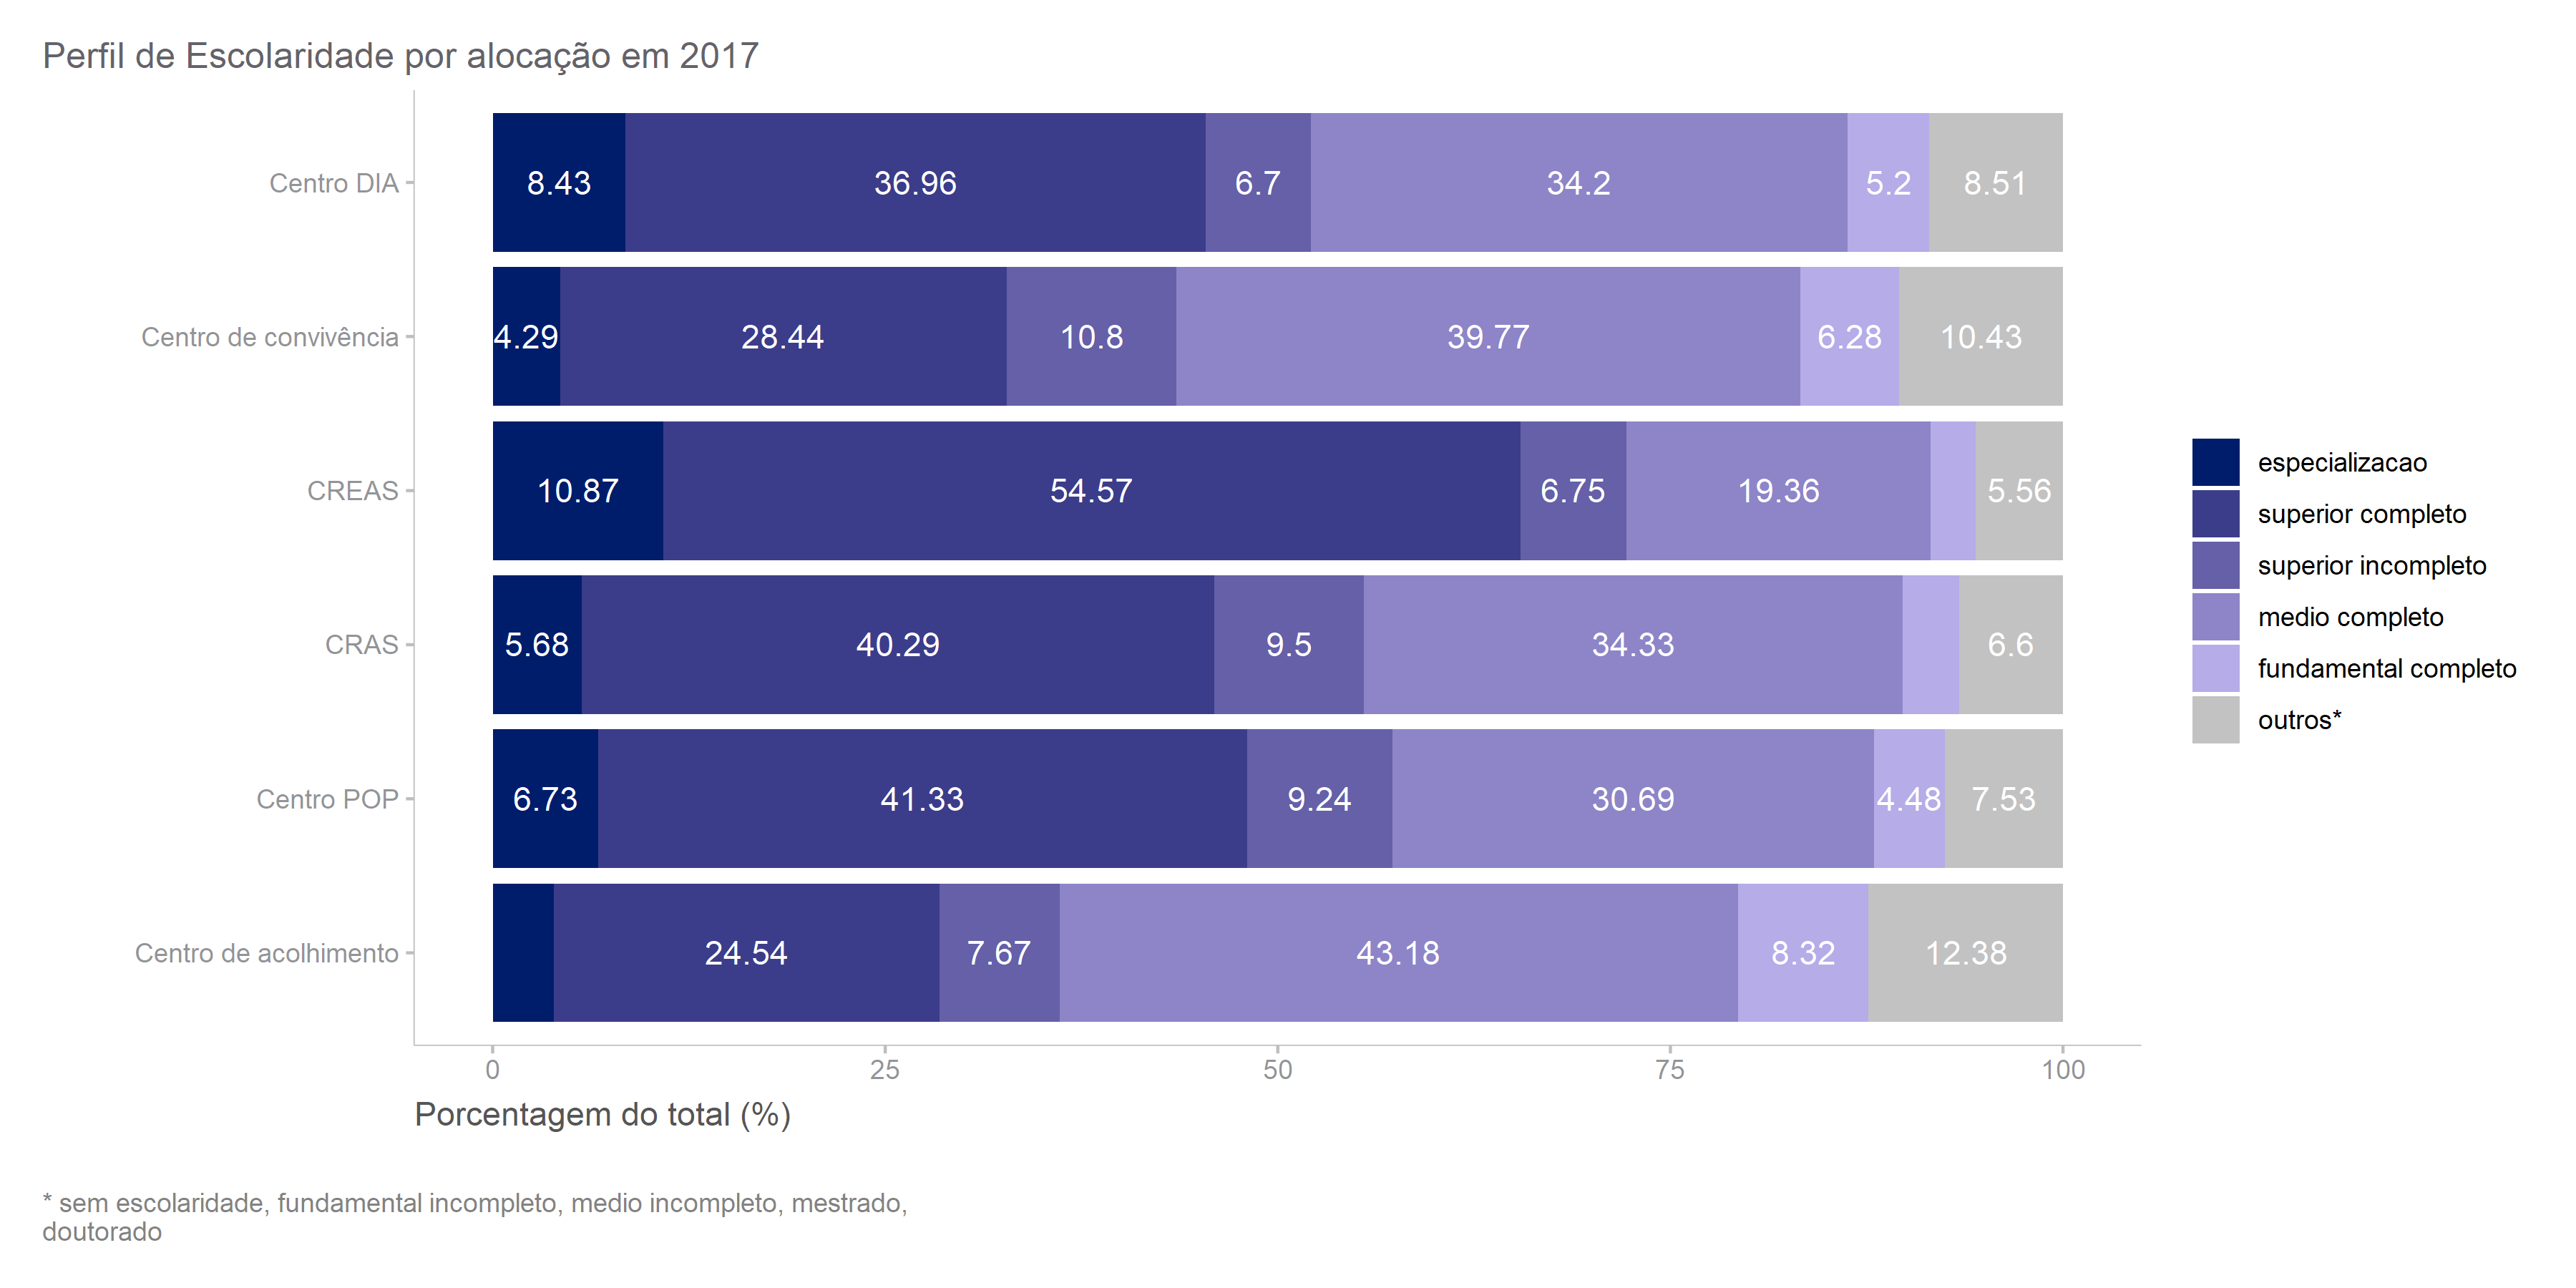 Perfil de Escolaridade por alocação em 2017
Centro DIA
8.43 36.96 6.7 34.2 5.2 8.51
Centro de convivência
4.29 28.44 10.8 39.77 6.28 10.43
CREAS
10.87 54.57 6.75 19.36 5.56
CRAS
5.68 40.29 9.5 34.33 6.6
Centro POP
6.73 41.33 9.24 30.69 4.48 7.53
Centro de acolhimento
24.54 7.67 43.18 8.32 12.38
0 25 50 75 100
Porcentagem do total (%)
especializacao
superior completo
superior incompleto
medio completo
fundamental completo
outros*
* sem escolaridade, fundamental incompleto, medio incompleto, mestrado,
doutorado